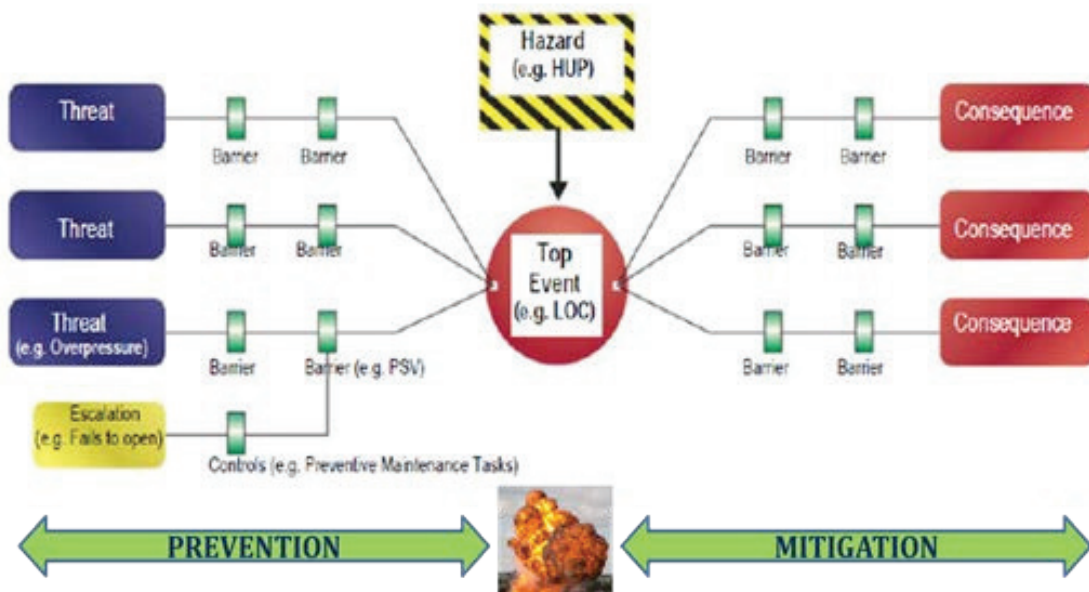 Hazard
(e.g. HUP)
Threat
Barrier
Barrier
Threat
Barrier
Barrier
Threat
(e.g. Overpressure)
Barrier
Barrier (e.g. PSV)
Escalation
(e.g. Fails to open)
Controls (e.g. Preventive Maintenance Tasks)
Top
Event
(e.g. LOC)
Barrier
Barrier
Consequence
Barrier
Barrier
Consequence
Barrier
Barrier
Consequence
PREVENTION
MITIGATION